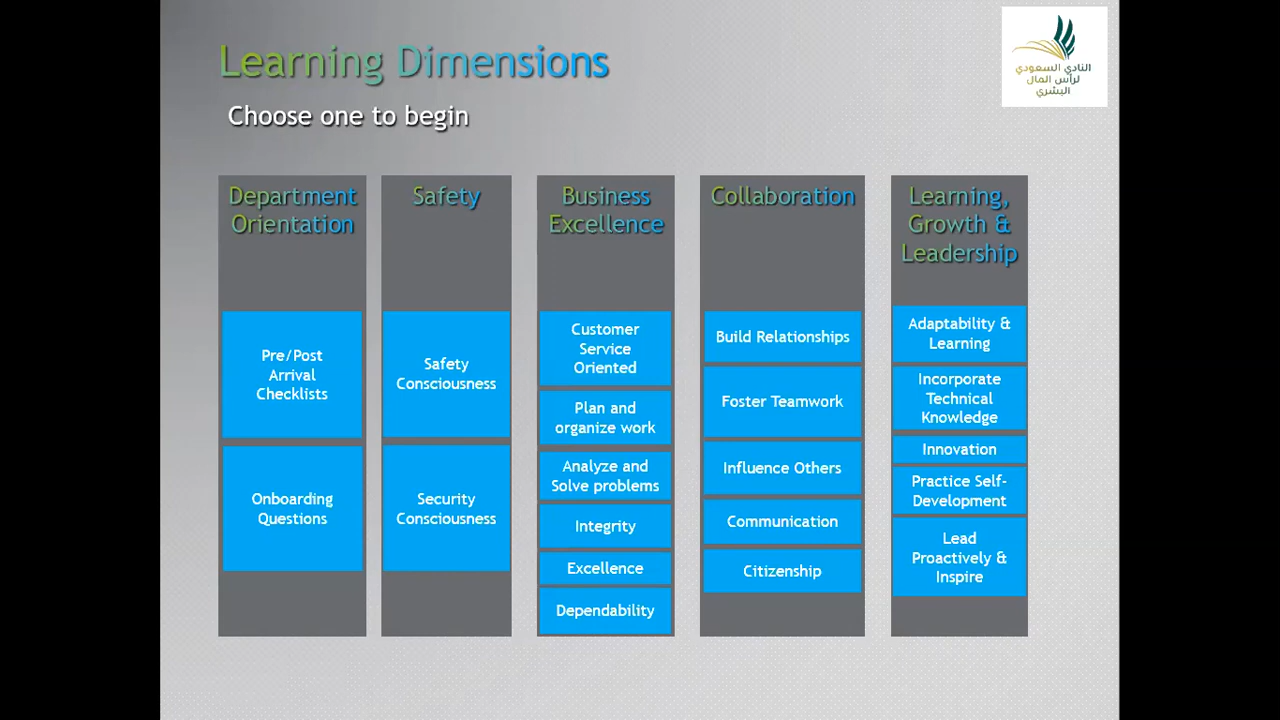 Learning Dimensions
Choose one to begin
النادي السعودي
لرأس المال
البشري
Department
Orientation
Pre/Post
Arrival
Checklists
Onboarding
Questions
Safety
Safety
Consciousness
Security
Consciousness
Business
Excellence
Customer
Service
Oriented
Plan and
organize work
Analyze and
Solve problems
Integrity
Excellence
Dependability
Collaboration
Build Relationships
Foster Teamwork
Influence Others
Communication
Citizenship
Learning,
Growth &
Leadership
Adaptability &
Learning
Incorporate
Technical
Knowledge
Innovation
Practice Self-
Development
Lead
Proactively &
Inspire